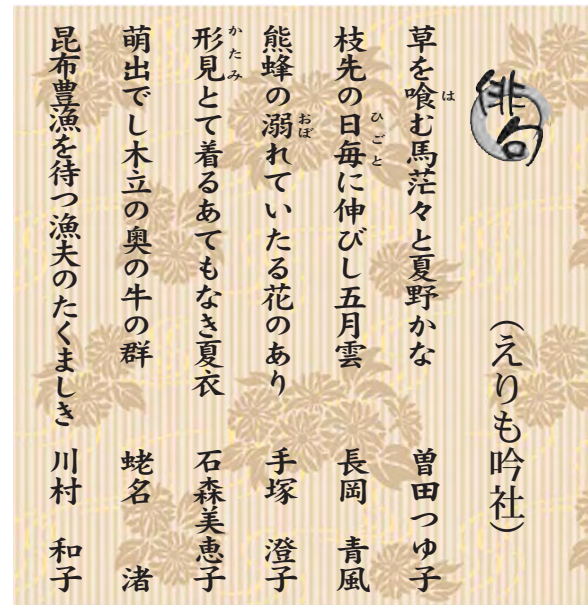 俳句
（えりも吟社）
草を喰む馬茫々と夏野かな　曽田つゆ子
枝先の日毎に伸びし五月雲　長岡　青風
熊蜂の溺れていたる花のあり　手塚　澄子
形見とて着るあてもなき夏衣　石森美恵子
萌出でし木立の奥の牛の群　蛯名　渚
昆布豊漁を待つ漁夫のたくましき　川村　和子